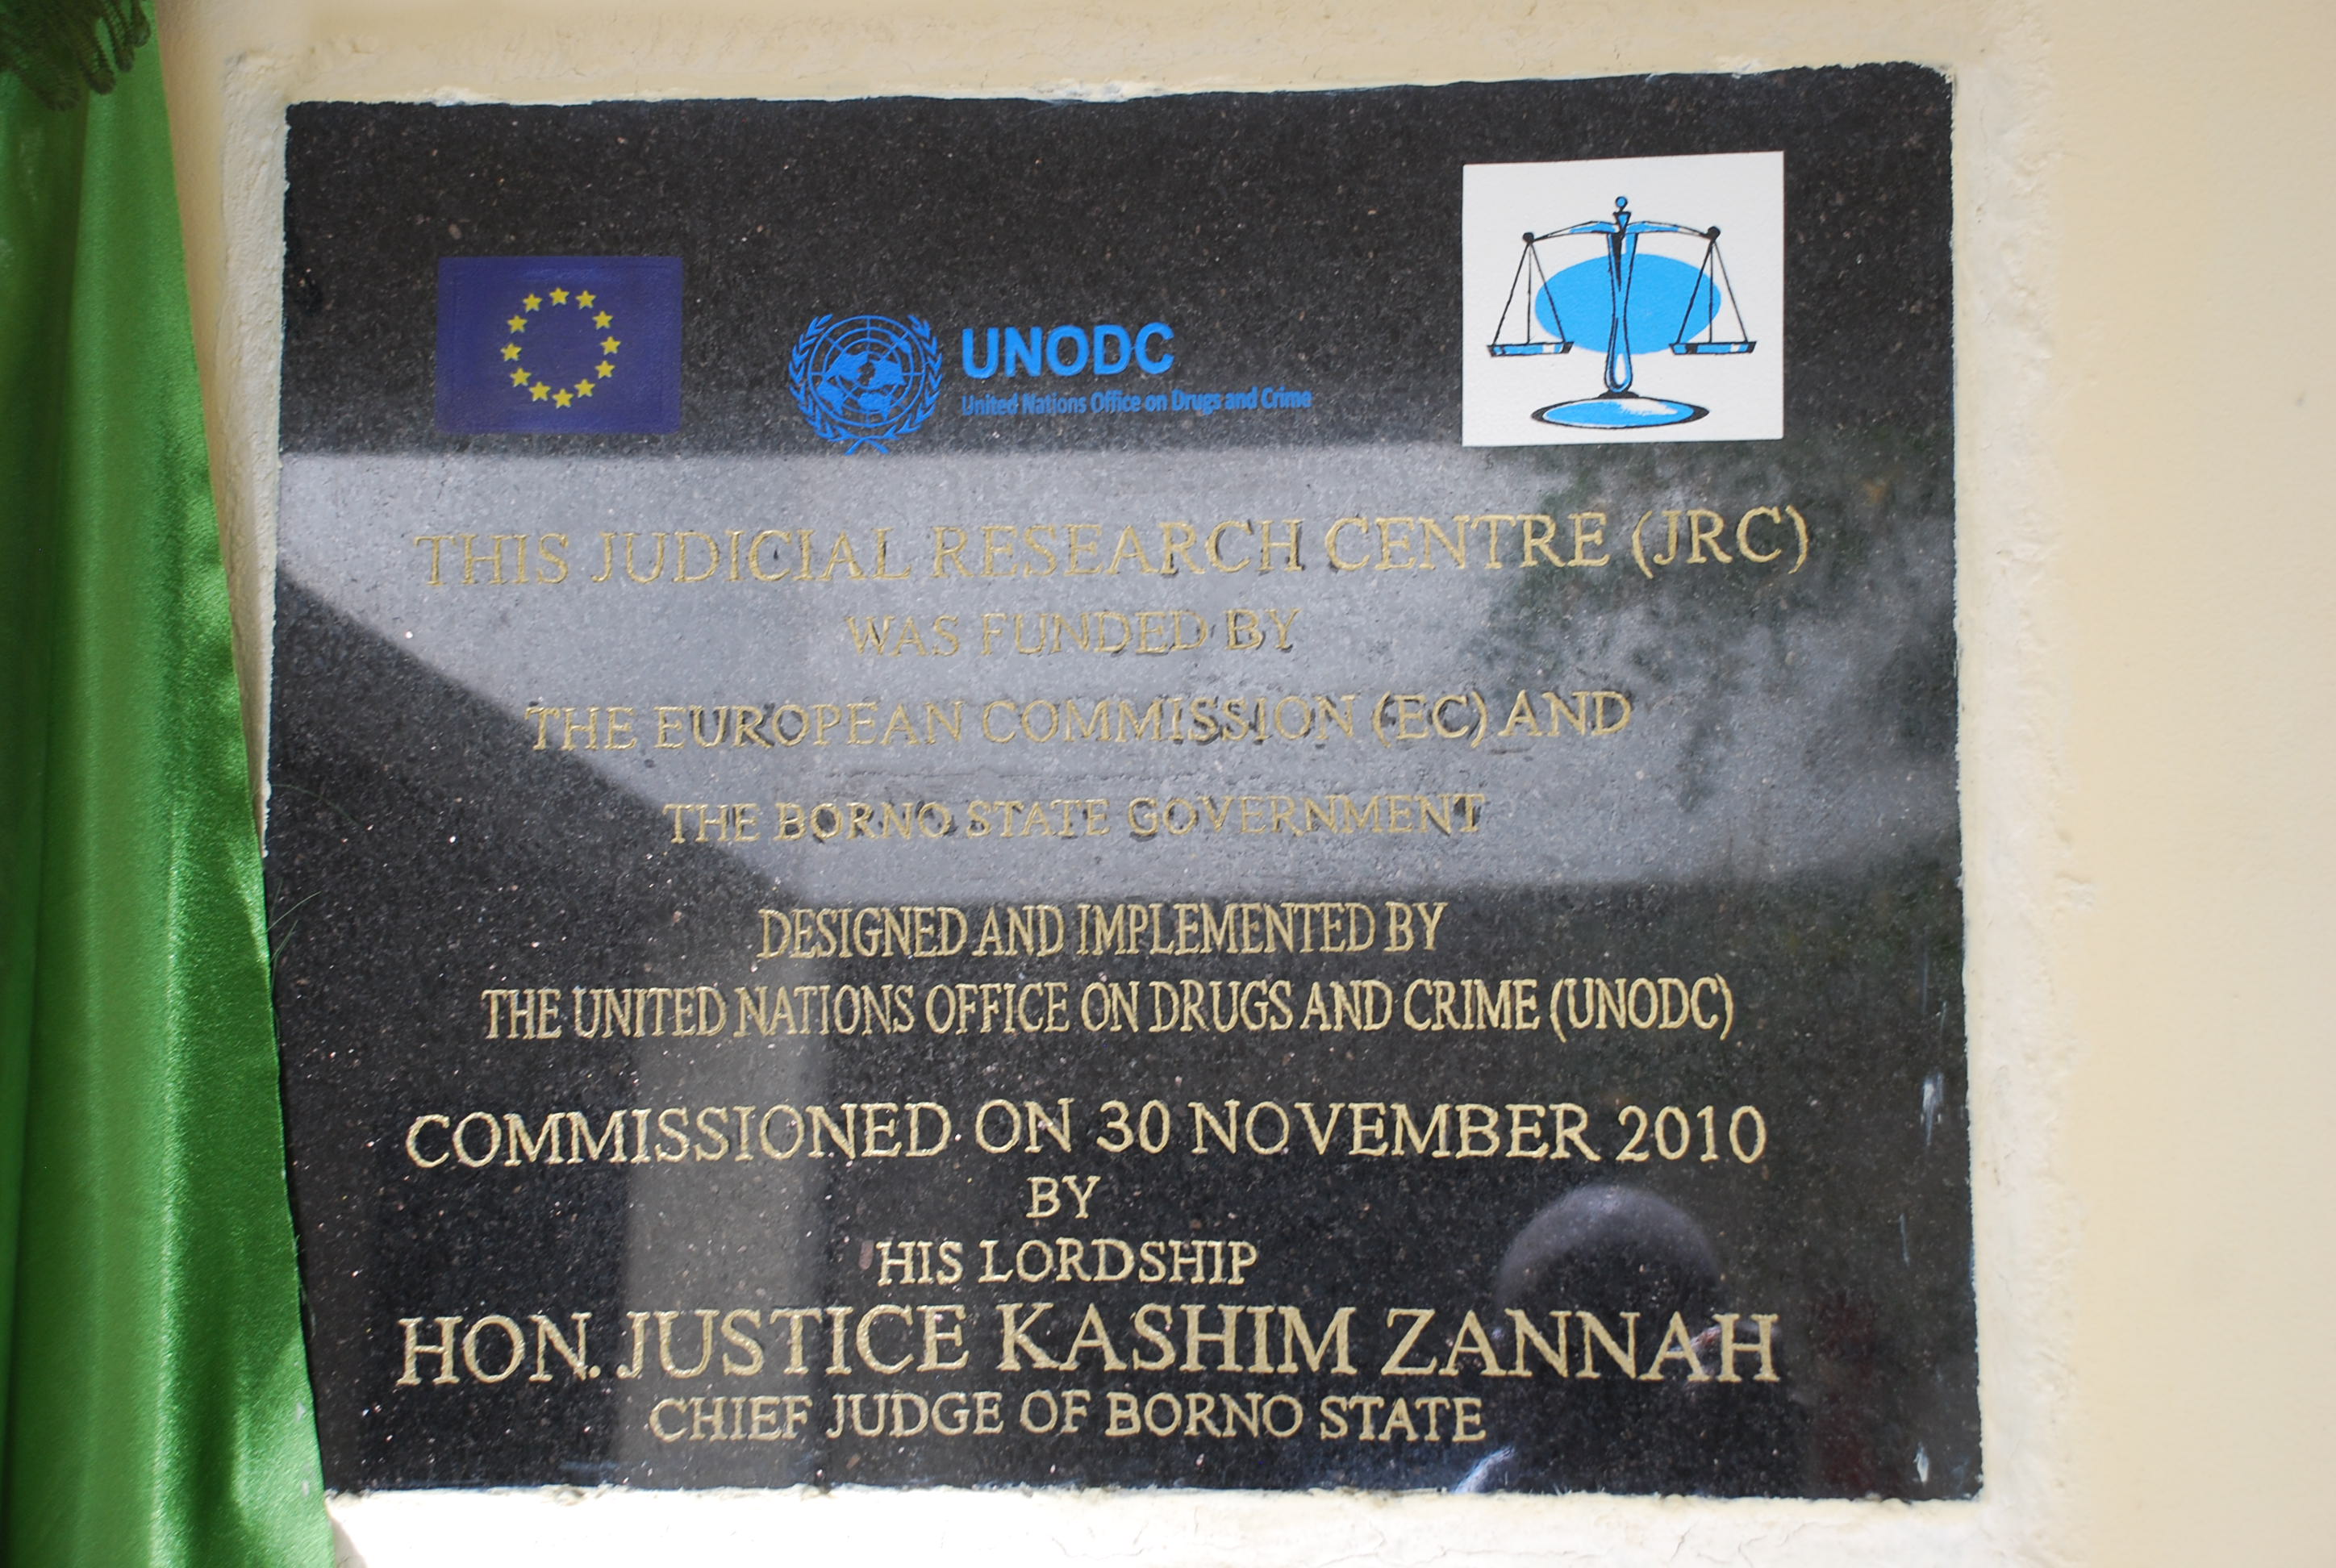 UNODC
United Nations Office on Drugs and Crime
THIS JUDICIAL RESEARCH CENTRE (JRC)
WAS FUNDED BY
THE EUROPEAN COMMISSION (EC) AND
THE BORNO STATE GOVERNMENT
DESIGNED AND IMPLEMENTED BY
THE UNITED NATIONS OFFICE ON DRUGS AND CRIME (UNODC)
COMMISSIONED ON 30 NOVEMBER 2010
BY
HIS LORDSHIP
HON. JUSTICE KASHIM ZANNAH
CHIEF JUDGE OF BORNO STATE